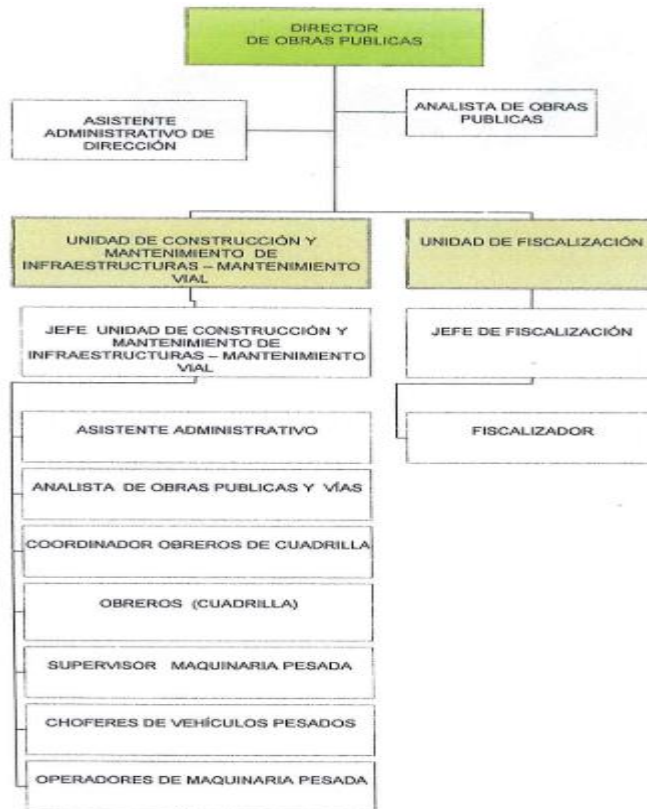 DIRECTOR
DE OBRAS PUBLICAS
ASISTENTE
ADMINISTRATIVO DE
DIRECCIÓN
ANALISTA DE OBRAS
PUBLICAS
UNIDAD DE CONSTRUCCIÓN Y
MANTENIMIENTO DE
INFRAESTRUCTURAS – MANTENIMIENTO
VIAL
UNIDAD DE FISCALIZACIÓN
JEFE UNIDAD DE CONSTRUCCIÓN Y
MANTENIMIENTO DE
INFRAESTRUCTURAS – MANTENIMIENTO
VIAL
JEFE DE FISCALIZACIÓN
ASISTENTE ADMINISTRATIVO
FISCALIZADOR
ANALISTA DE OBRAS PUBLICAS Y VÍAS
COORDINADOR OBREROS DE CUADRILLA
OBREROS (CUADRILLA)
SUPERVISOR MAQUINARIA PESADA
CHOFERES DE VEHÍCULOS PESADOS
OPERADORES DE MAQUINARIA PESADA